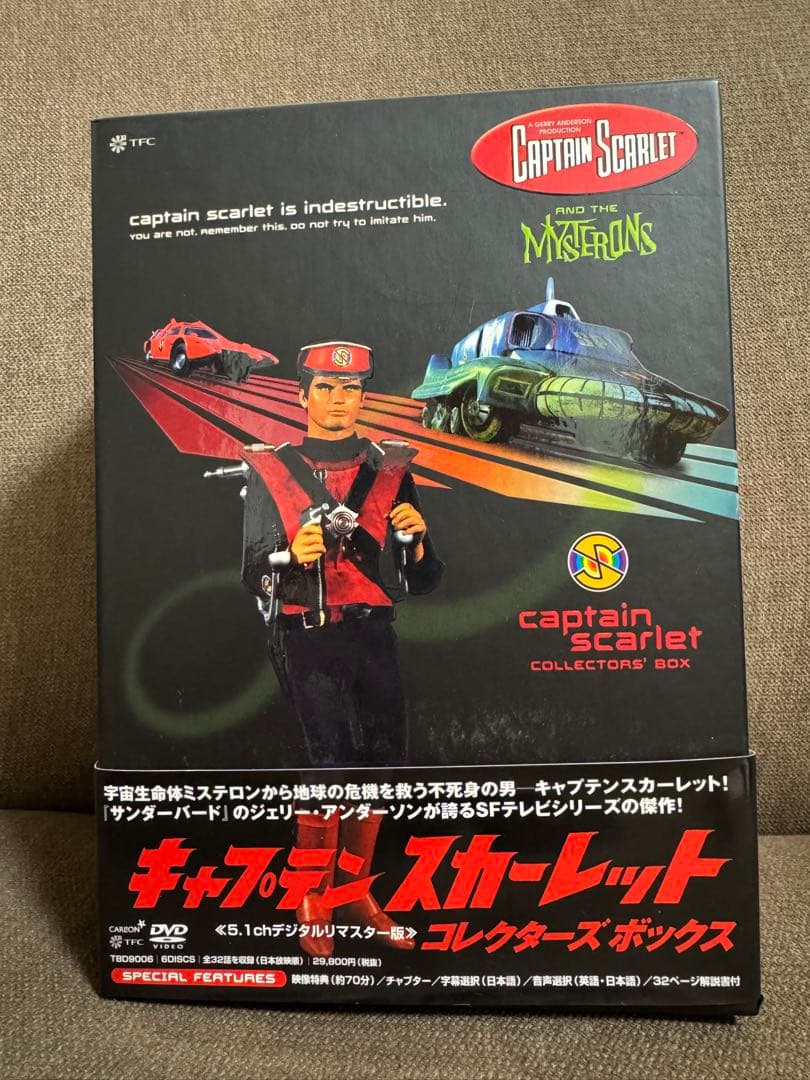 TFC
A GERRY ANDERSON
PRODUCTION
CAPTAIN SCARLET™
AND THE
MYSTERONS
captain scarlet is indestructible.
you are not. remember this. do not try to imitate him.
captain
scarlet
COLLECTORS' BOX
宇宙生命体ミステロンから地球の危機を救う不死身の男 キャプテンスカーレット!
『サンダーバード』のジェリー・アンダーソンが誇るSFテレビシリーズの傑作!
キャプテン スカーレット
CAREON
TFC
DVD
VIDEO
≪5.1chデジタルリマスター版≫ コレクターズ ボックス
TBD9006 | 6DISCS | 全32話を収録(日本放映版) | 29,800円(税抜)
SPECIAL FEATURES 映像特典(約70分)/チャプター/字幕選択(日本語)/音声選択(英語・日本語)/32ページ解説書付